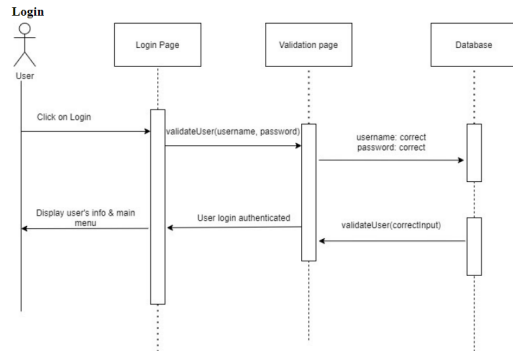 Login
Login Page
Validation page
Database
User
Click on Login
validateUser(username, password)
username: correct
password: correct
Display user's info & main
menu
User login authenticated
validateUser(correctInput)